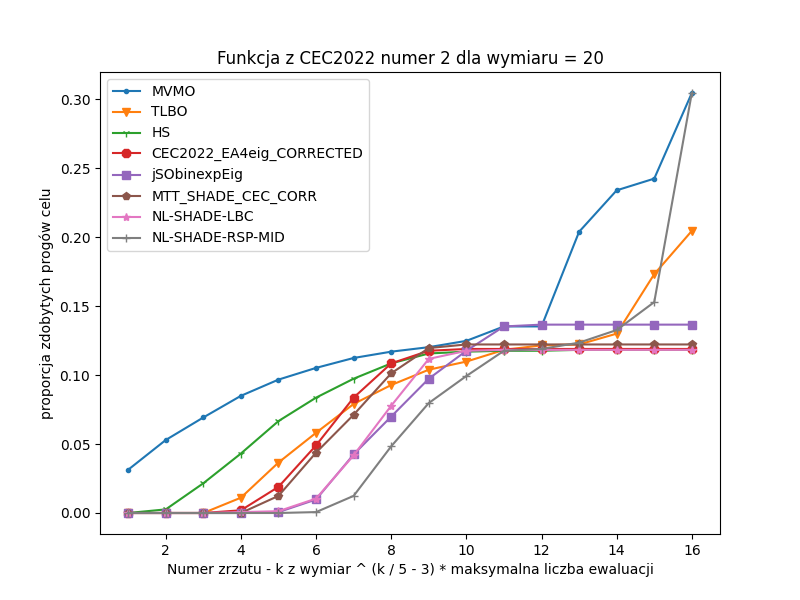 Funkcja z CEC2022 numer 2 dla wymiaru = 20
MVMO
TLBO
HS
CEC2022_EA4eig_CORRECTED
jSObinexpEig
MTT_SHADE_CEC_CORR
NL-SHADE-LBC
NL-SHADE-RSP-MID
proporcja zdobytych progów celu
0.30
0.25
0.20
0.15
0.10
0.05
0.00
2 4 6 8 10 12 14 16
Numer zrzutu - k z wymiar ^ (k / 5 - 3) * maksymalna liczba ewaluacji